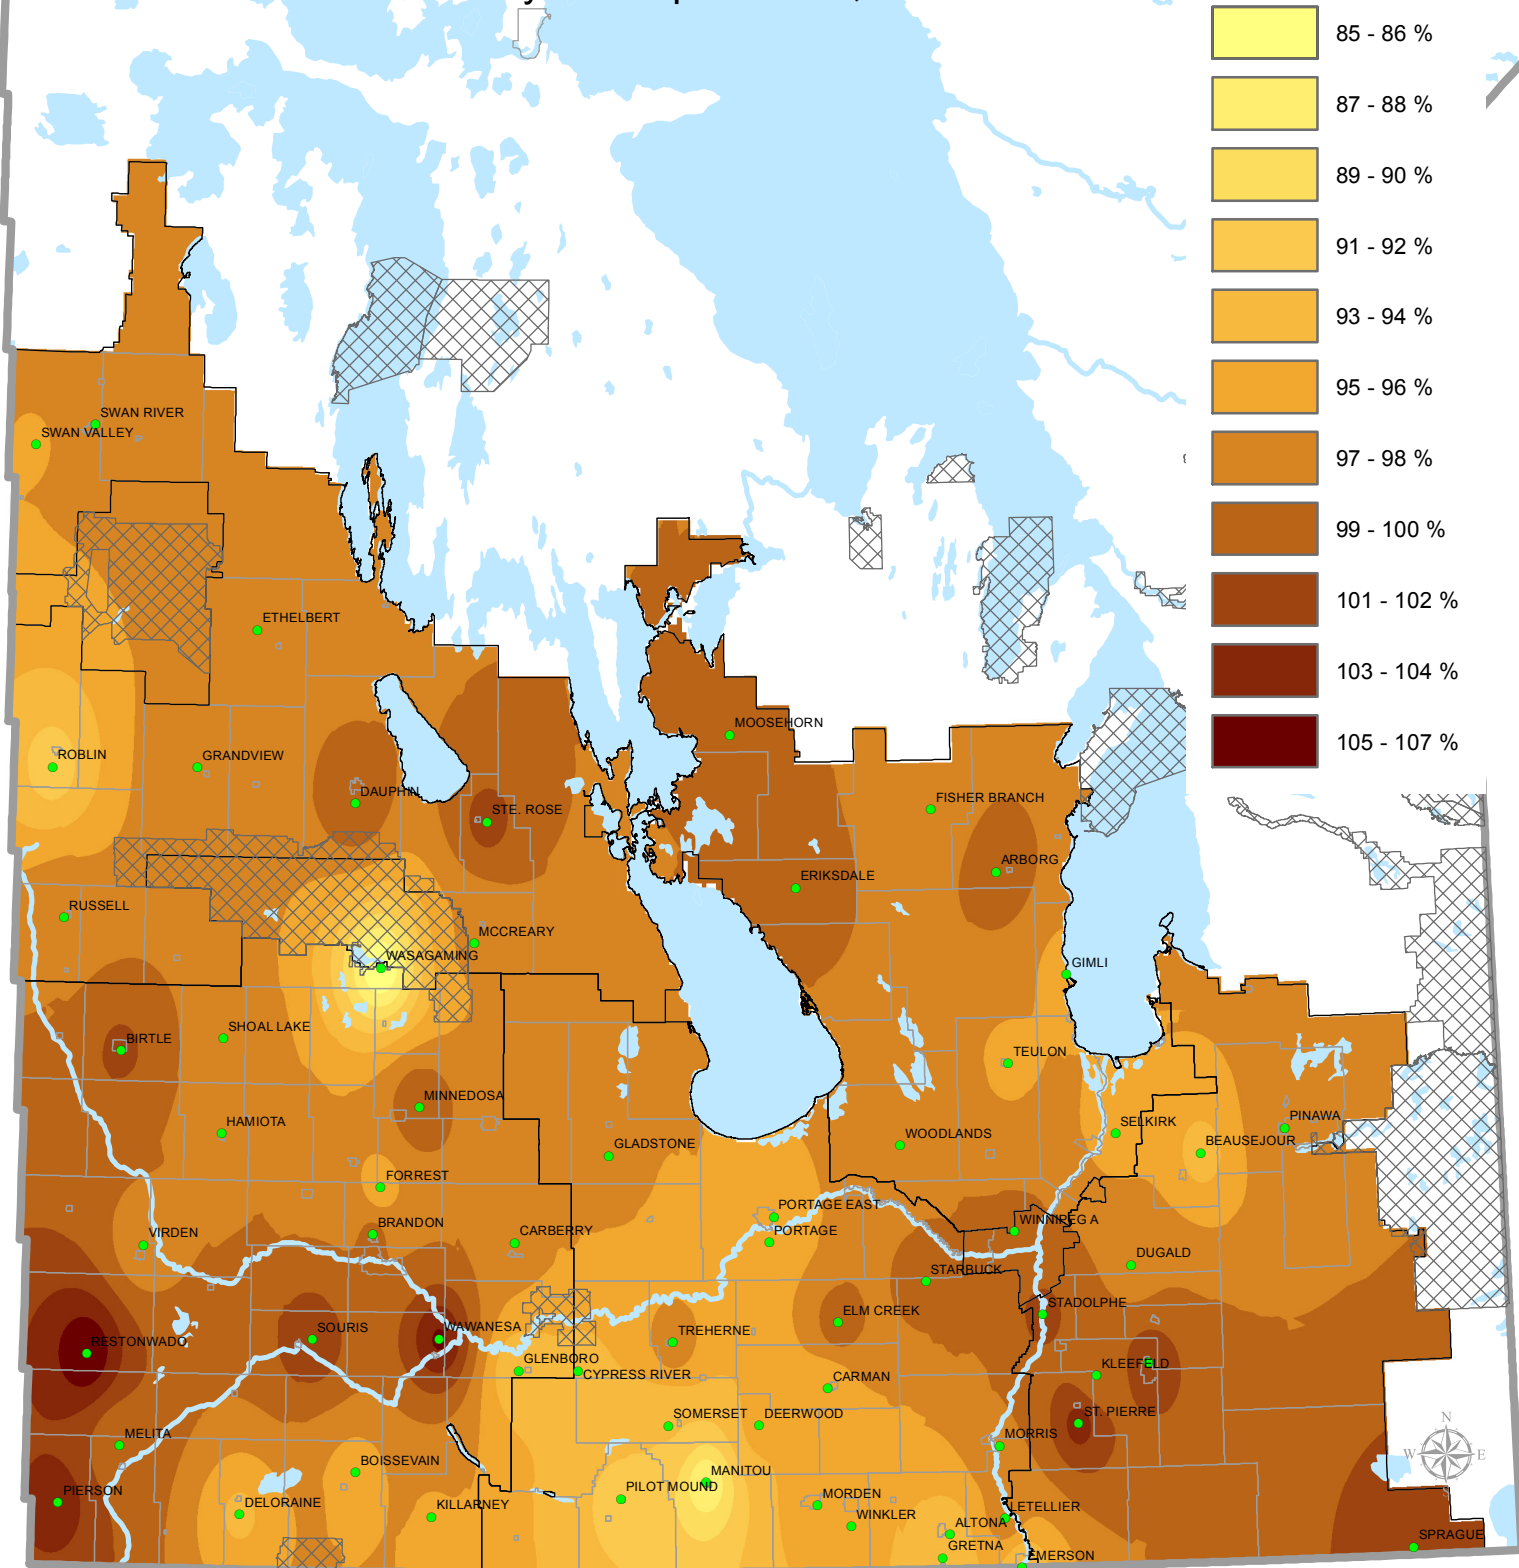 85 - 86 %
87 - 88 %
89 - 90 %
91 - 92 %
93 - 94 %
95 - 96 %
97 - 98 %
99 - 100 %
101 - 102 %
103 - 104 %
105 - 107 %
SWAN RIVER
SWAN VALLEY
ETHELBERT
MOOSEHORN
ROBLIN
GRANDVIEW
DAUPHIN
STE. ROSE
FISHER BRANCH
ARBORG
ERIKSDALE
RUSSELL
MCCREARY
WASAGAMING
GIMLI
SHOAL LAKE
BIRTLE
TEULON
MINNEDOSA
HAMIOTA
GLADSTONE
WOODLANDS
SELKIRK
PINAWA
BEAUSEJOUR
FORREST
PORTAGE EAST
BRANDON
CARBERRY
WINNIPEG A
VIRDEN
PORTAGE
DUGALD
STARBUCK
STADOLPHE
ELM CREEK
SOURIS
WAWANESA
TREHERNE
RESTONWADO
GLENBORO
CYPRESS RIVER
KLEEFELD
CARMAN
SOMERSET
DEERWOOD
ST. PIERRE
MELITA
MORRIS
N
W
E
S
BOISSEVAIN
MANITOU
PIERSON
PILOT MOUND
DELORAINE
KILLARNEY
MORDEN
WINKLER
LETELLIER
ALTONA
SPRAGUE
GRETNA
EMERSON